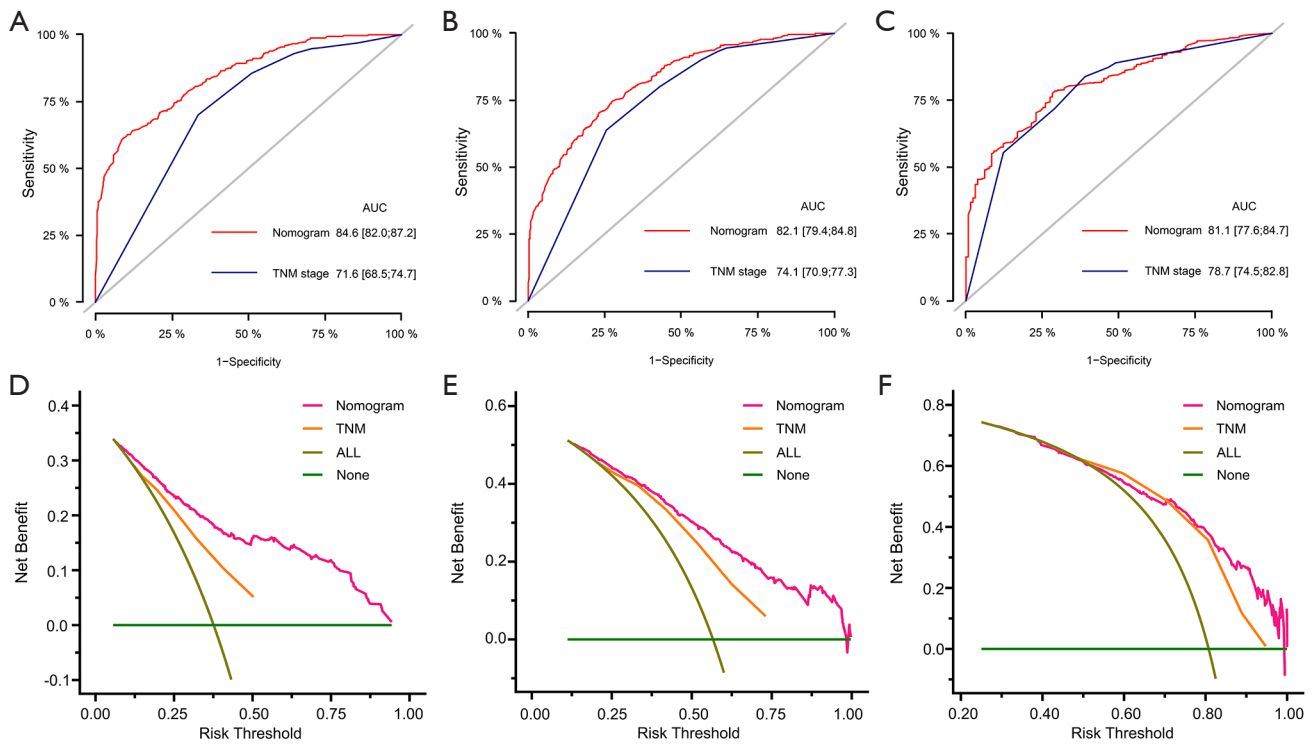 A
100 %
75 %
50 %
25 %
0 %
Sensitivity
AUC
Nomogram 84.6 [82.0;87.2]
TNM stage 71.6 [68.5;74.7]
0 %
25 %
50 %
75 %
100 %
1−Specificity
B
100 %
75 %
50 %
25 %
0 %
Sensitivity
AUC
Nomogram 82.1 [79.4;84.8]
TNM stage 74.1 [70.9;77.3]
0 %
25 %
50 %
75 %
100 %
1−Specificity
C
100 %
75 %
50 %
25 %
0 %
Sensitivity
AUC
Nomogram 81.1 [77.6;84.7]
TNM stage 78.7 [74.5;82.8]
0 %
25 %
50 %
75 %
100 %
1−Specificity
D
0.4
0.3
0.2
0.1
0.0
-0.1
Net Benefit
Nomogram
TNM
ALL
None
0.00
0.25
0.50
0.75
1.00
Risk Threshold
E
0.6
0.4
0.2
0.0
Net Benefit
Nomogram
TNM
ALL
None
0.00
0.25
0.50
0.75
1.00
Risk Threshold
F
0.8
0.6
0.4
0.2
0.0
Net Benefit
Nomogram
TNM
ALL
None
0.20
0.40
0.60
0.80
1.00
Risk Threshold